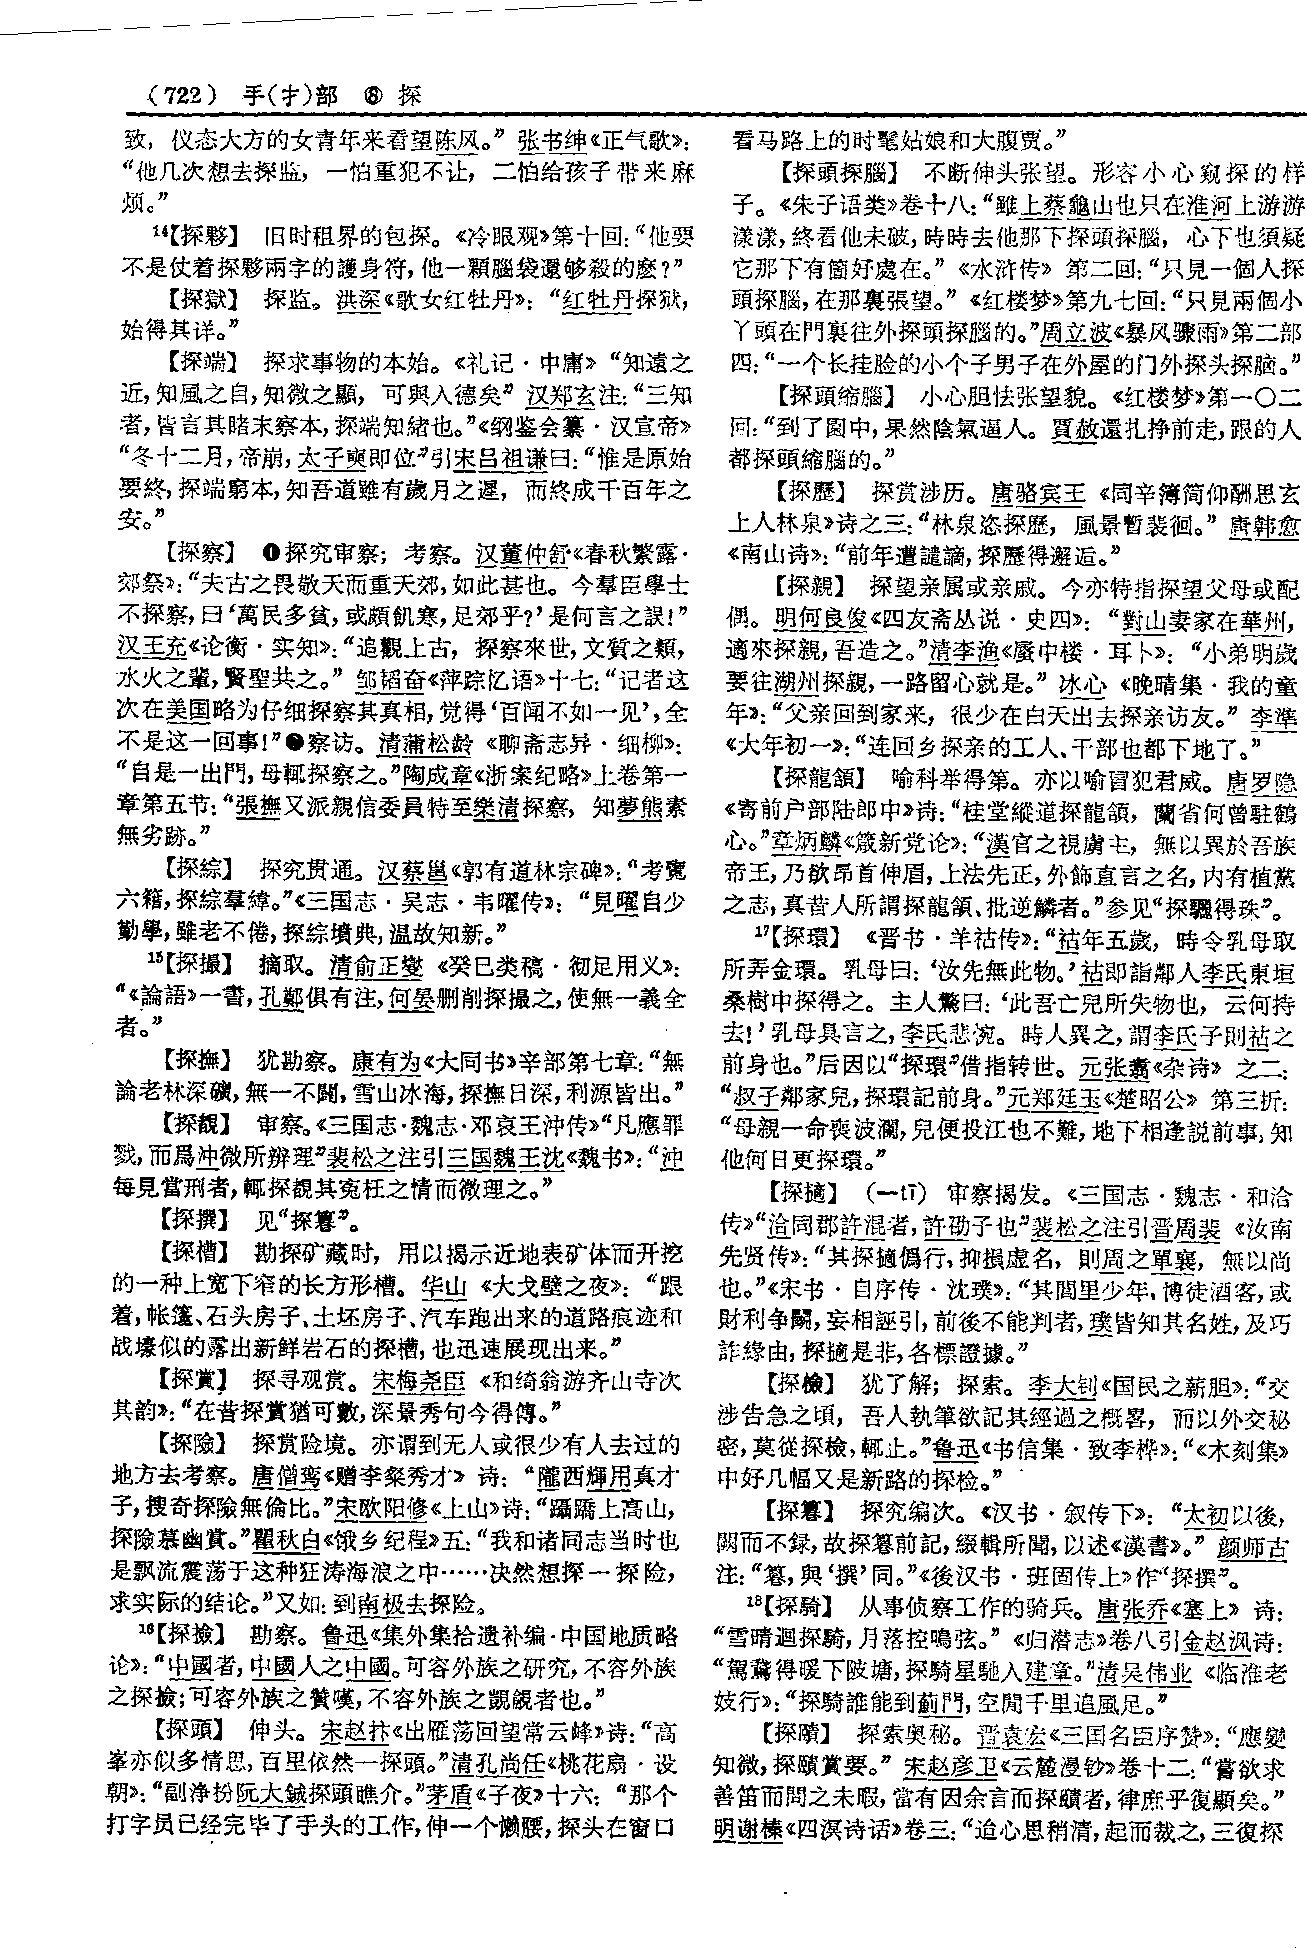 (722) 手(扌)部 ⑧ 探
致，仪态大方的女青年来看望陈风。”张书绅《正气歌》：
“他几次想去探监，一怕重犯不让，二怕给孩子带来麻
烦。”
¹⁴【探夥】 旧时租界的包探。《冷眼观》第十回：“他要
不是仗着探夥兩字的護身符，他一顆腦袋還够殺的麽？”
【探獄】 探监。洪深《歌女红牡丹》：“红牡丹探狱，
始得其详。”
【探端】 探求事物的本始。《礼记·中庸》“知遠之
近，知風之自，知微之顯，可與入德矣”汉郑玄注：“三知
者，皆言其睹末察本，探端知緒也。”《纲鉴会纂·汉宣帝》
“冬十二月，帝崩，太子奭即位”引宋吕祖谦曰：“惟是原始
要終，探端窮本，知吾道雖有歲月之遲，而終成千百年之
安。”
【探察】 ❶探究审察；考察。汉董仲舒《春秋繁露·
郊祭》：“夫古之畏敬天而重天郊，如此甚也。今羣臣學士
不探察，曰‘萬民多貧，或頗飢寒，足郊乎？’是何言之誤！”
汉王充《论衡·实知》：“追觀上古，探察來世，文質之類，
水火之輩，賢聖共之。”邹韬奋《萍踪忆语》十七：“记者这
次在美国略为仔细探察其真相，觉得‘百闻不如一见’，全
不是这一回事！”❷察访。清蒲松龄《聊斋志异·细柳》：
“自是一出門，母輒探察之。”陶成章《浙案纪略》上卷第一
章第五节：“張撫又派親信委員特至樂清探察，知夢熊素
無劣跡。”
【探綜】 探究贯通。汉蔡邕《郭有道林宗碑》：“考覽
六籍，探綜羣緯。”《三国志·吴志·韦曜传》：“見曜自少
勤學，雖老不倦，探綜墳典，温故知新。”
¹⁵【探撮】 摘取。清俞正燮《癸巳类稿·彻足用义》：
“《論語》一書，孔鄭俱有注，何晏删削探撮之，使無一義全
者。”
【探撫】 犹勘察。康有为《大同书》辛部第七章：“無
論老林深礦，無一不闢，雪山冰海，探撫日深，利源皆出。”
【探覩】 审察。《三国志·魏志·邓哀王冲传》“凡應罪
戮，而爲冲微所辨理”裴松之注引三国魏王沈《魏书》：“沖
每見當刑者，輒探覩其冤枉之情而微理之。”
【探撰】 见“探篹”。
【探槽】 勘探矿藏时，用以揭示近地表矿体而开挖
的一种上宽下窄的长方形槽。华山《大戈壁之夜》：“跟
着，帐篷、石头房子、土坯房子、汽车跑出来的道路痕迹和
战壕似的露出新鲜岩石的探槽，也迅速展现出来。”
【探賞】 探寻观赏。宋梅尧臣《和绮翁游齐山寺次
其韵》：“在昔探賞猶可數，深景秀句今得傳。”
【探險】 探赏险境。亦谓到无人或很少有人去过的
地方去考察。唐僧鸾《赠李粲秀才》诗：“隴西輝用真才
子，搜奇探險無倫比。”宋欧阳修《上山》诗：“躡蹻上高山，
探險慕幽賞。”瞿秋白《饿乡纪程》五：“我和诸同志当时也
是飘流震荡于这种狂涛海浪之中……决然想探一探险，
求实际的结论。”又如：到南极去探险。
¹⁶【探撿】 勘察。鲁迅《集外集拾遗补编·中国地质略
论》：“中國者，中國人之中國。可容外族之研究，不容外族
之探撿；可容外族之贊嘆，不容外族之覬覦者也。”
【探頭】 伸头。宋赵抃《出雁荡回望常云峰》诗：“高
峯亦似多情思，百里依然一探頭。”清孔尚任《桃花扇·设
朝》：“副净扮阮大鋮探頭瞧介。”茅盾《子夜》十六：“那个
打字员已经完毕了手头的工作，伸一个懒腰，探头在窗口
看马路上的时髦姑娘和大腹贾。”
【探頭探腦】 不断伸头张望。形容小心窥探的样
子。《朱子语类》卷十八：“雖上蔡龜山也只在淮河上游游
漾漾，終看他未破，時時去他那下探頭探腦，心下也須疑
它那下有箇好處在。”《水浒传》第二回：“只見一個人探
頭探腦，在那裏張望。”《红楼梦》第九七回：“只見兩個小
丫頭在門裏往外探頭探腦的。”周立波《暴风骤雨》第二部
四：“一个长挂脸的小个子男子在外屋的门外探头探脑。”
【探頭縮腦】 小心胆怯张望貌。《红楼梦》第一〇二
回：“到了園中，果然陰氣逼人。賈赦還扎挣前走，跟的人
都探頭縮腦的。”
【探歷】 探赏涉历。唐骆宾王《同辛簿简仰酬思玄
上人林泉》诗之三：“林泉恣探歷，風景暫裴徊。”唐韩愈
《南山诗》：“前年遭譴謫，探歷得邂逅。”
【探親】 探望亲属或亲戚。今亦特指探望父母或配
偶。明何良俊《四友斋丛说·史四》：“對山妻家在華州，
適來探親，吾造之。”清李渔《蜃中楼·耳卜》：“小弟明歲
要往湖州探親，一路留心就是。”冰心《晚晴集·我的童
年》：“父亲回到家来，很少在白天出去探亲访友。”李準
《大年初一》：“连回乡探亲的工人、干部也都下地了。”
【探龍頷】 喻科举得第。亦以喻冒犯君威。唐罗隐
《寄前户部陆郎中》诗：“桂堂縱道探龍頷，蘭省何曾駐鶴
心。”章炳麟《箴新党论》：“漢官之視虜主，無以異於吾族
帝王，乃欲昂首伸眉，上法先正，外飾直言之名，内有植黨
之志，真昔人所謂探龍頷、批逆鱗者。”参见“探驪得珠”。
¹⁷【探環】 《晋书·羊祜传》：“祜年五歲，時令乳母取
所弄金環。乳母曰：‘汝先無此物。’祜即詣鄰人李氏東垣
桑樹中探得之。主人驚曰：‘此吾亡兒所失物也，云何持
去！’乳母具言之，李氏悲惋。時人異之，謂李氏子則祜之
前身也。”后因以“探環”借指转世。元张翥《杂诗》之二：
“叔子鄰家兒，探環記前身。”元郑廷玉《楚昭公》第三折：
“母親一命喪波瀾，兒便投江也不難，地下相逢説前事，知
他何日更探環。”
【探擿】 （—tī） 审察揭发。《三国志·魏志·和洽
传》“洽同郡許混者，許劭子也”裴松之注引晋周裴《汝南
先贤传》：“其探擿僞行，抑損虚名，則周之單襄，無以尚
也。”《宋书·自序传·沈璞》：“其閭里少年，博徒酒客，或
財利争鬭，妄相誣引，前後不能判者，璞皆知其名姓，及巧
詐緣由，探擿是非，各標證據。”
【探檢】 犹了解；探索。李大钊《国民之薪胆》：“交
涉告急之頃，吾人執筆欲記其經過之概畧，而以外交秘
密，莫從探檢，輒止。”鲁迅《书信集·致李桦》：“《木刻集》
中好几幅又是新路的探检。”
【探篹】 探究编次。《汉书·叙传下》：“太初以後，
闕而不録，故探篹前記，綴輯所聞，以述《漢書》。”颜师古
注：“篹，與‘撰’同。”《後汉书·班固传上》作“探撰”。
¹⁸【探騎】 从事侦察工作的骑兵。唐张乔《塞上》诗：
“雪晴迴探騎，月落控鳴弦。”《归潜志》卷八引金赵沨诗：
“駕鵞得暖下陂塘，探騎星馳入建章。”清吴伟业《临淮老
妓行》：“探騎誰能到薊門，空閒千里追風足。”
【探賾】 探索奥秘。晋袁宏《三国名臣序赞》：“應變
知微，探賾賞要。”宋赵彦卫《云麓漫钞》卷十二：“嘗欲求
善笛而問之未暇，當有因余言而探賾者，律庶乎復顯矣。”
明谢榛《四溟诗话》卷三：“迨心思稍清，起而裁之，三復探